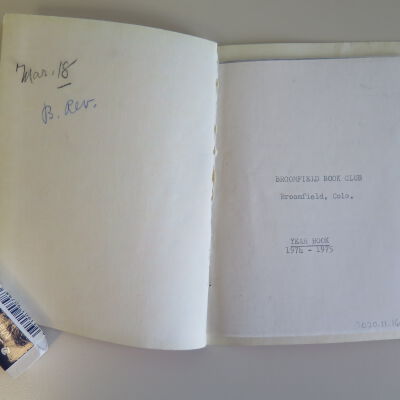 Mar. 18
B. Rev.
BROOMFIELD BOOK CLUB
Broomfield, Colo.
YEAR BOOK
1974 - 1975